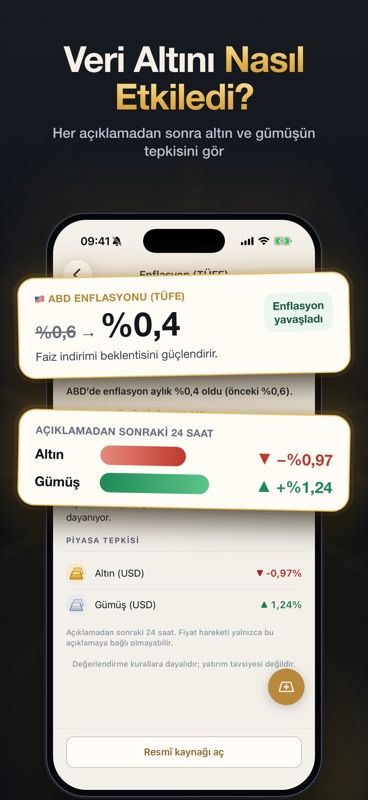 Veri Altını Nasıl
Etkiledi?
Her açıklamadan sonra altın ve gümüşün
tepkisini gör
09:41
ABD ENFLASYONU (TÜFE)
%0,6 → %0,4
Enflasyon
yavaşladı
Faiz indirimi beklentisini güçlendirir.
ABD'de enflasyon aylık %0,4 oldu (önceki %0,6).
AÇIKLAMADAN SONRAKİ 24 SAAT
Altın ▼ −%0,97
Gümüş ▲ +%1,24
dayanıyor.
PİYASA TEPKİSİ
Altın (USD) ▼ -0,97%
Gümüş (USD) ▲ 1,24%
Açıklamadan sonraki 24 saat. Fiyat hareketi yalnızca bu
açıklamaya bağlı olmayabilir.
Değerlendirme kurallara dayalıdır; yatırım tavsiyesi değildir.
Resmî kaynağı aç